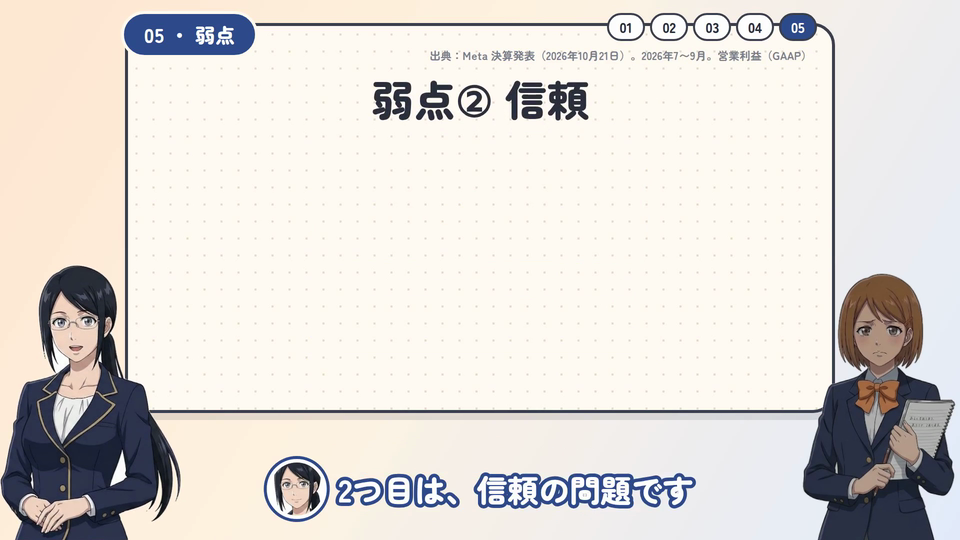 05 ・ 弱点
01 02 03 04 05
出典：Meta 決算発表（2026年10月21日）。2026年7〜9月。営業利益（GAAP）
弱点② 信頼
2つ目は、信頼の問題です